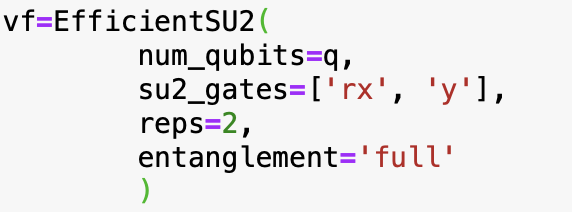 vf=EfficientSU2(
num_qubits=q,
su2_gates=['rx', 'y'],
reps=2,
entanglement='full'
)